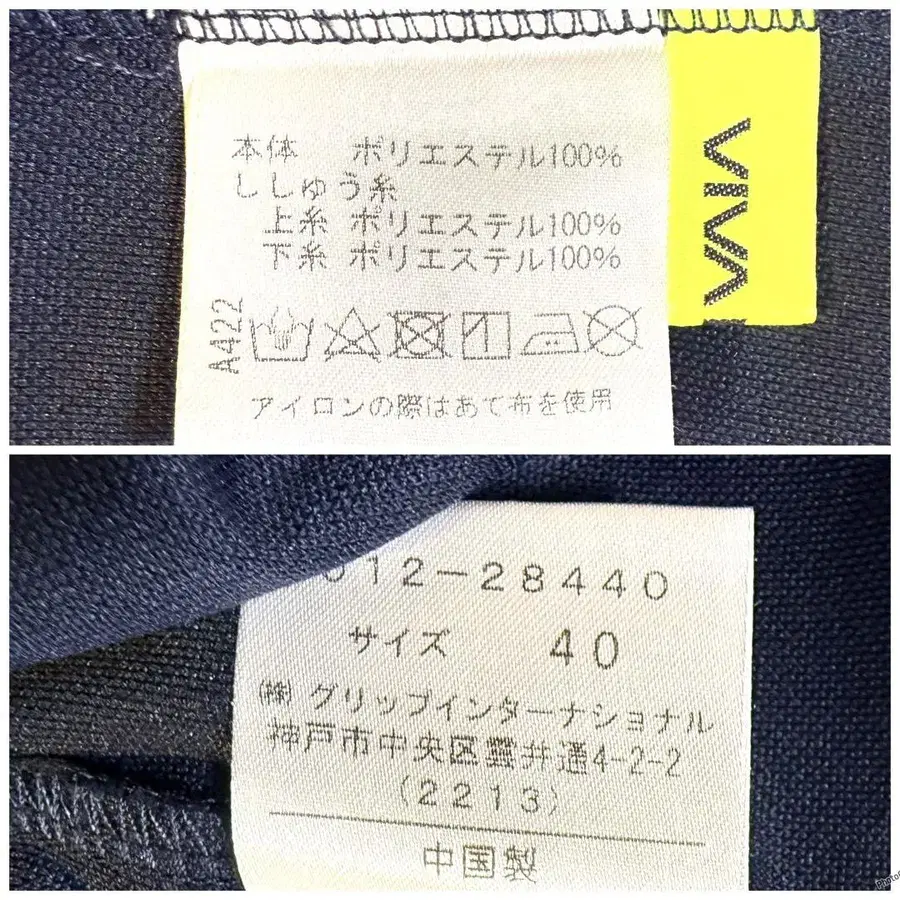 本体 ポリエステル100%
ししゅう糸
上糸 ポリエステル100%
下糸 ポリエステル100%
A422
アイロンの際はあて布を使用
VIVA
012-28440
サイズ 40
㈱グリップインターナショナル
神戸市中央区雲井通4-2-2
(2213)
中国製